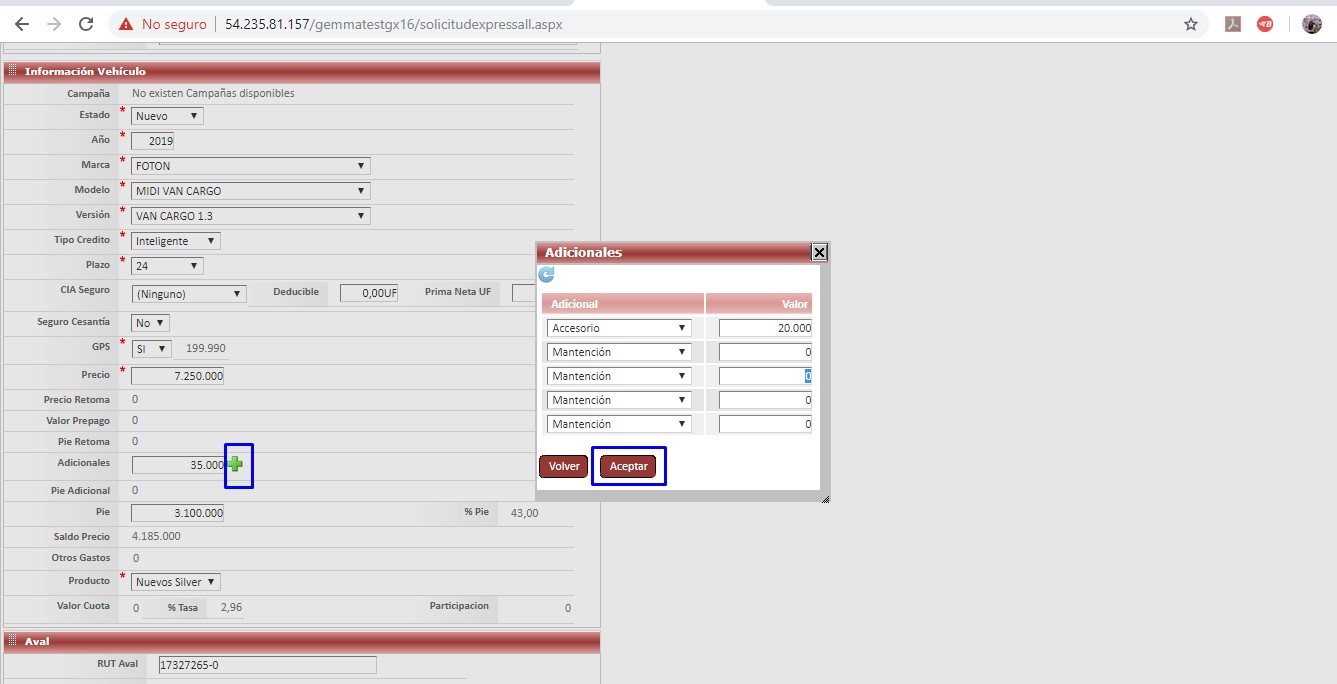 No seguro 54.235.81.157/gemmatestgx16/solicitudexpressall.aspx
Información Vehículo
Campaña No existen Campañas disponibles
Estado * Nuevo
Año * 2019
Marca * FOTON
Modelo * MIDI VAN CARGO
Versión * VAN CARGO 1.3
Tipo Credito * Inteligente
Plazo * 24
CIA Seguro (Ninguno) Deducible 0,00UF Prima Neta UF
Seguro Cesantía No
GPS * SI 199.990
Precio * 7.250.000
Precio Retoma 0
Valor Prepago 0
Pie Retoma 0
Adicionales 35.000
Pie Adicional 0
Pie 3.100.000 % Pie 43,00
Saldo Precio 4.185.000
Otros Gastos 0
Producto * Nuevos Silver
Valor Cuota 0 % Tasa 2,96 Participacion 0
Aval
RUT Aval 17327265-0
Adicionales
Adicional Valor
Accesorio 20.000
Mantención 0
Mantención 0
Mantención 0
Mantención 0
Volver Aceptar